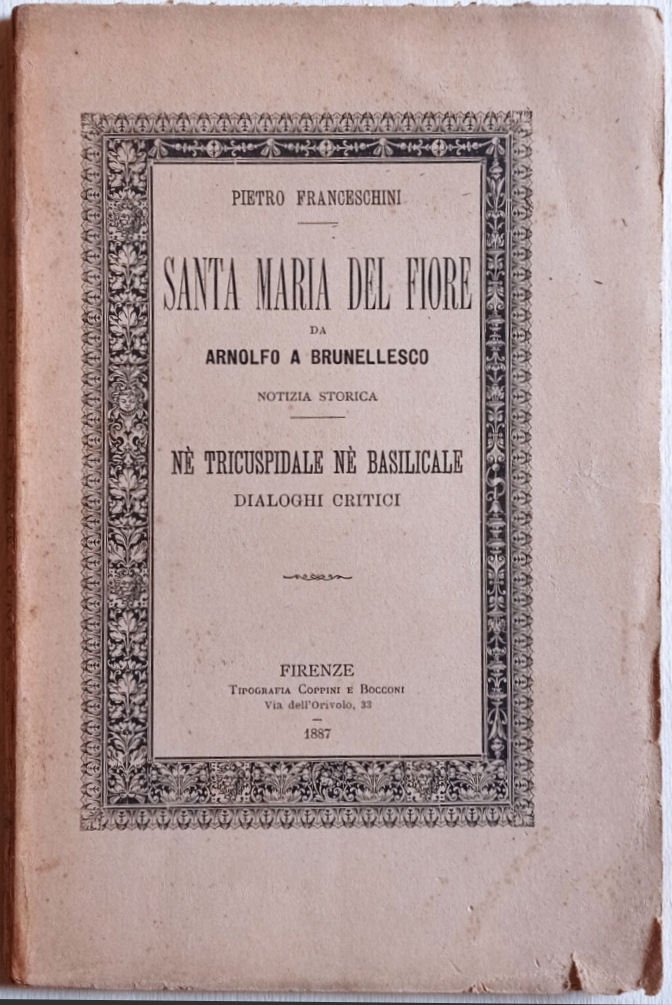 PIETRO FRANCESCHINI
SANTA MARIA DEL FIORE
DA
ARNOLFO A BRUNELLESCO
NOTIZIA STORICA
NÈ TRICUSPIDALE NÈ BASILICALE
DIALOGHI CRITICI
FIRENZE
TIPOGRAFIA COPPINI E BOCCONI
Via dell'Orivolo, 33
1887